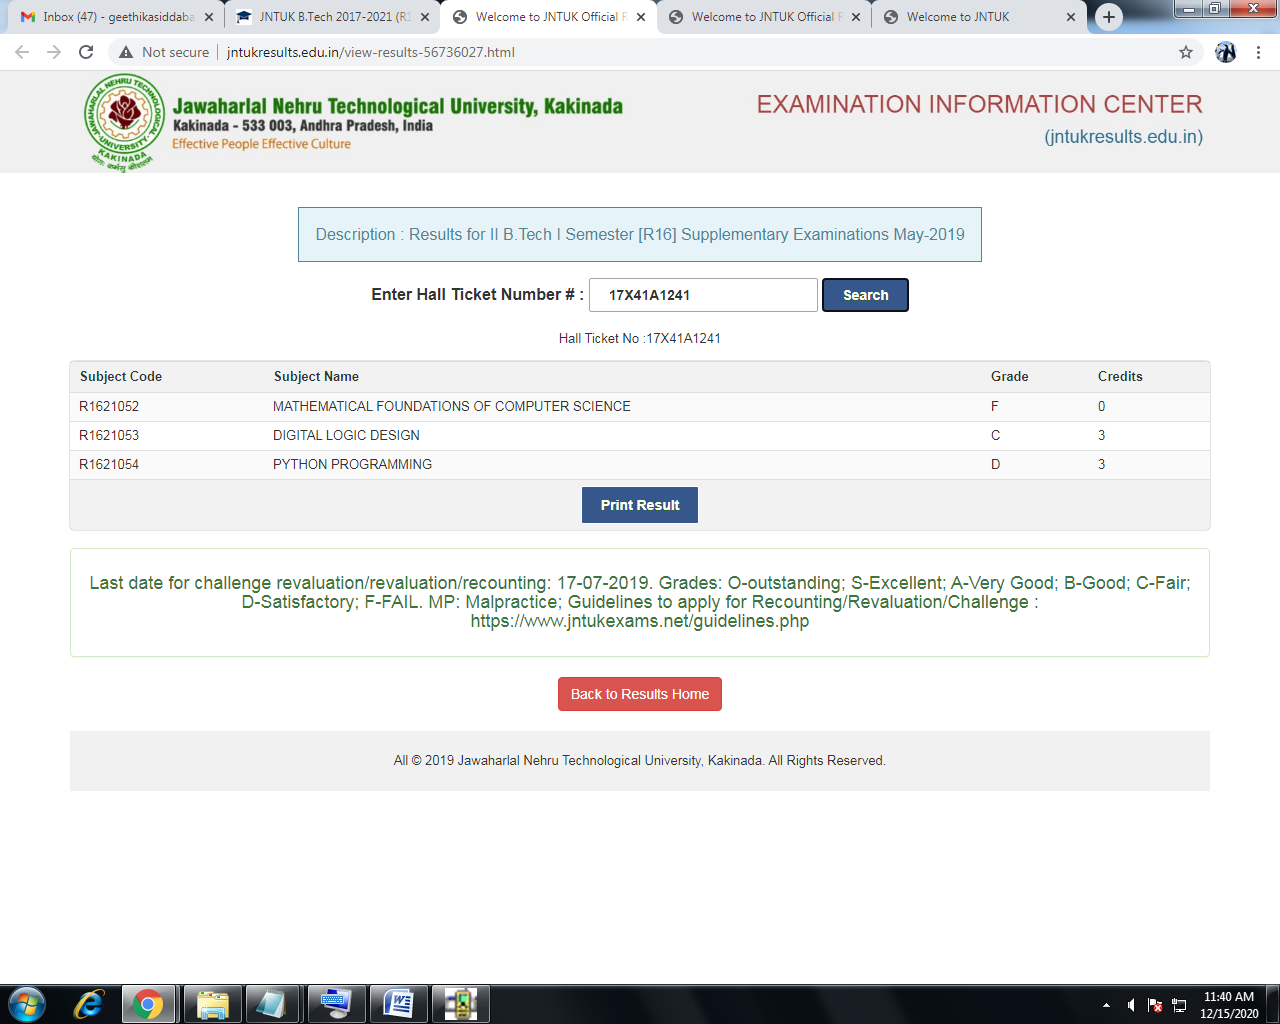 Inbox (47) - geethikasiddaba
JNTUK B.Tech 2017-2021 (R1
Welcome to JNTUK Official R
Welcome to JNTUK Official R
Welcome to JNTUK
Not secure
jntukresults.edu.in/view-results-56736027.html
JAWAHARLAL NEHRU TECHNOLOGICAL UNIVERSITY
KAKINADA
Jawaharlal Nehru Technological University, Kakinada
Kakinada - 533 003, Andhra Pradesh, India
Effective People Effective Culture
EXAMINATION INFORMATION CENTER
(jntukresults.edu.in)
Description : Results for II B.Tech I Semester [R16] Supplementary Examinations May-2019
Enter Hall Ticket Number # : 17X41A1241 Search
Hall Ticket No :17X41A1241
Subject Code Subject Name Grade Credits
R1621052 MATHEMATICAL FOUNDATIONS OF COMPUTER SCIENCE F 0
R1621053 DIGITAL LOGIC DESIGN C 3
R1621054 PYTHON PROGRAMMING D 3
Print Result
Last date for challenge revaluation/revaluation/recounting: 17-07-2019. Grades: O-outstanding; S-Excellent; A-Very Good; B-Good; C-Fair;
D-Satisfactory; F-FAIL. MP: Malpractice; Guidelines to apply for Recounting/Revaluation/Challenge :
https://www.jntukexams.net/guidelines.php
Back to Results Home
All © 2019 Jawaharlal Nehru Technological University, Kakinada. All Rights Reserved.
11:40 AM
12/15/2020